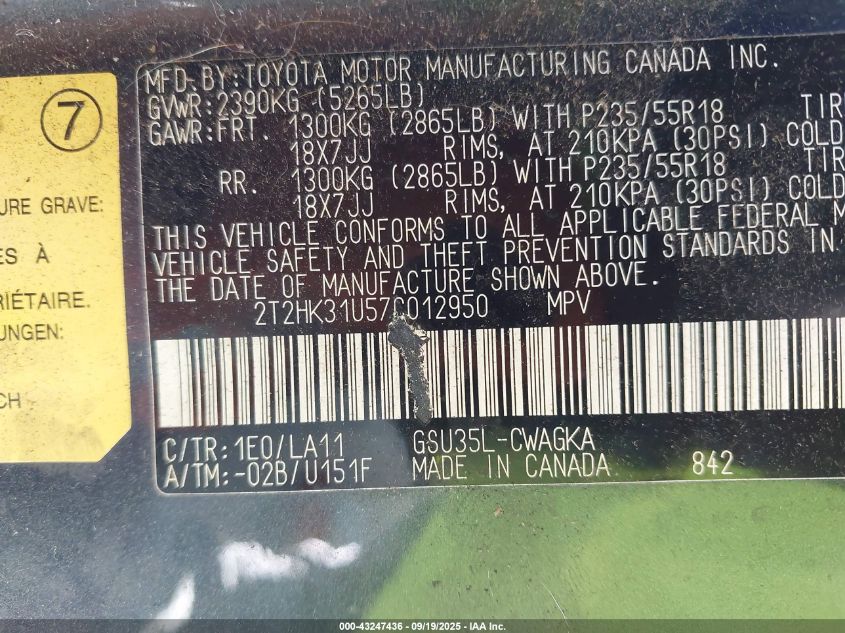 MFD-BY:TOYOTA MOTOR MANUFACTURING CANADA INC.
GVWR:2390KG (5265LB)
GAWR:FRT. 1300KG (2865LB) WITH P235/55R18 TIR
18X7JJ RIMS, AT 210KPA (30PSI) COLD
RR. 1300KG (2865LB) WITH P235/55R18 TIR
18X7JJ RIMS, AT 210KPA (30PSI) COLD
THIS VEHICLE CONFORMS TO ALL APPLICABLE FEDERAL M
VEHICLE SAFETY AND THEFT PREVENTION STANDARDS IN
THE DATE OF MANUFACTURE SHOWN ABOVE.
2T2HK31U57C012950 MPV
C/TR:1E0/LA11 GSU35L-CWAGKA
A/TM:-02B/U151F MADE IN CANADA 842
7
URE GRAVE:
ES À
RIÉTAIRE.
UNGEN:
CH
000-43247436 - 09/19/2025 - IAA Inc.